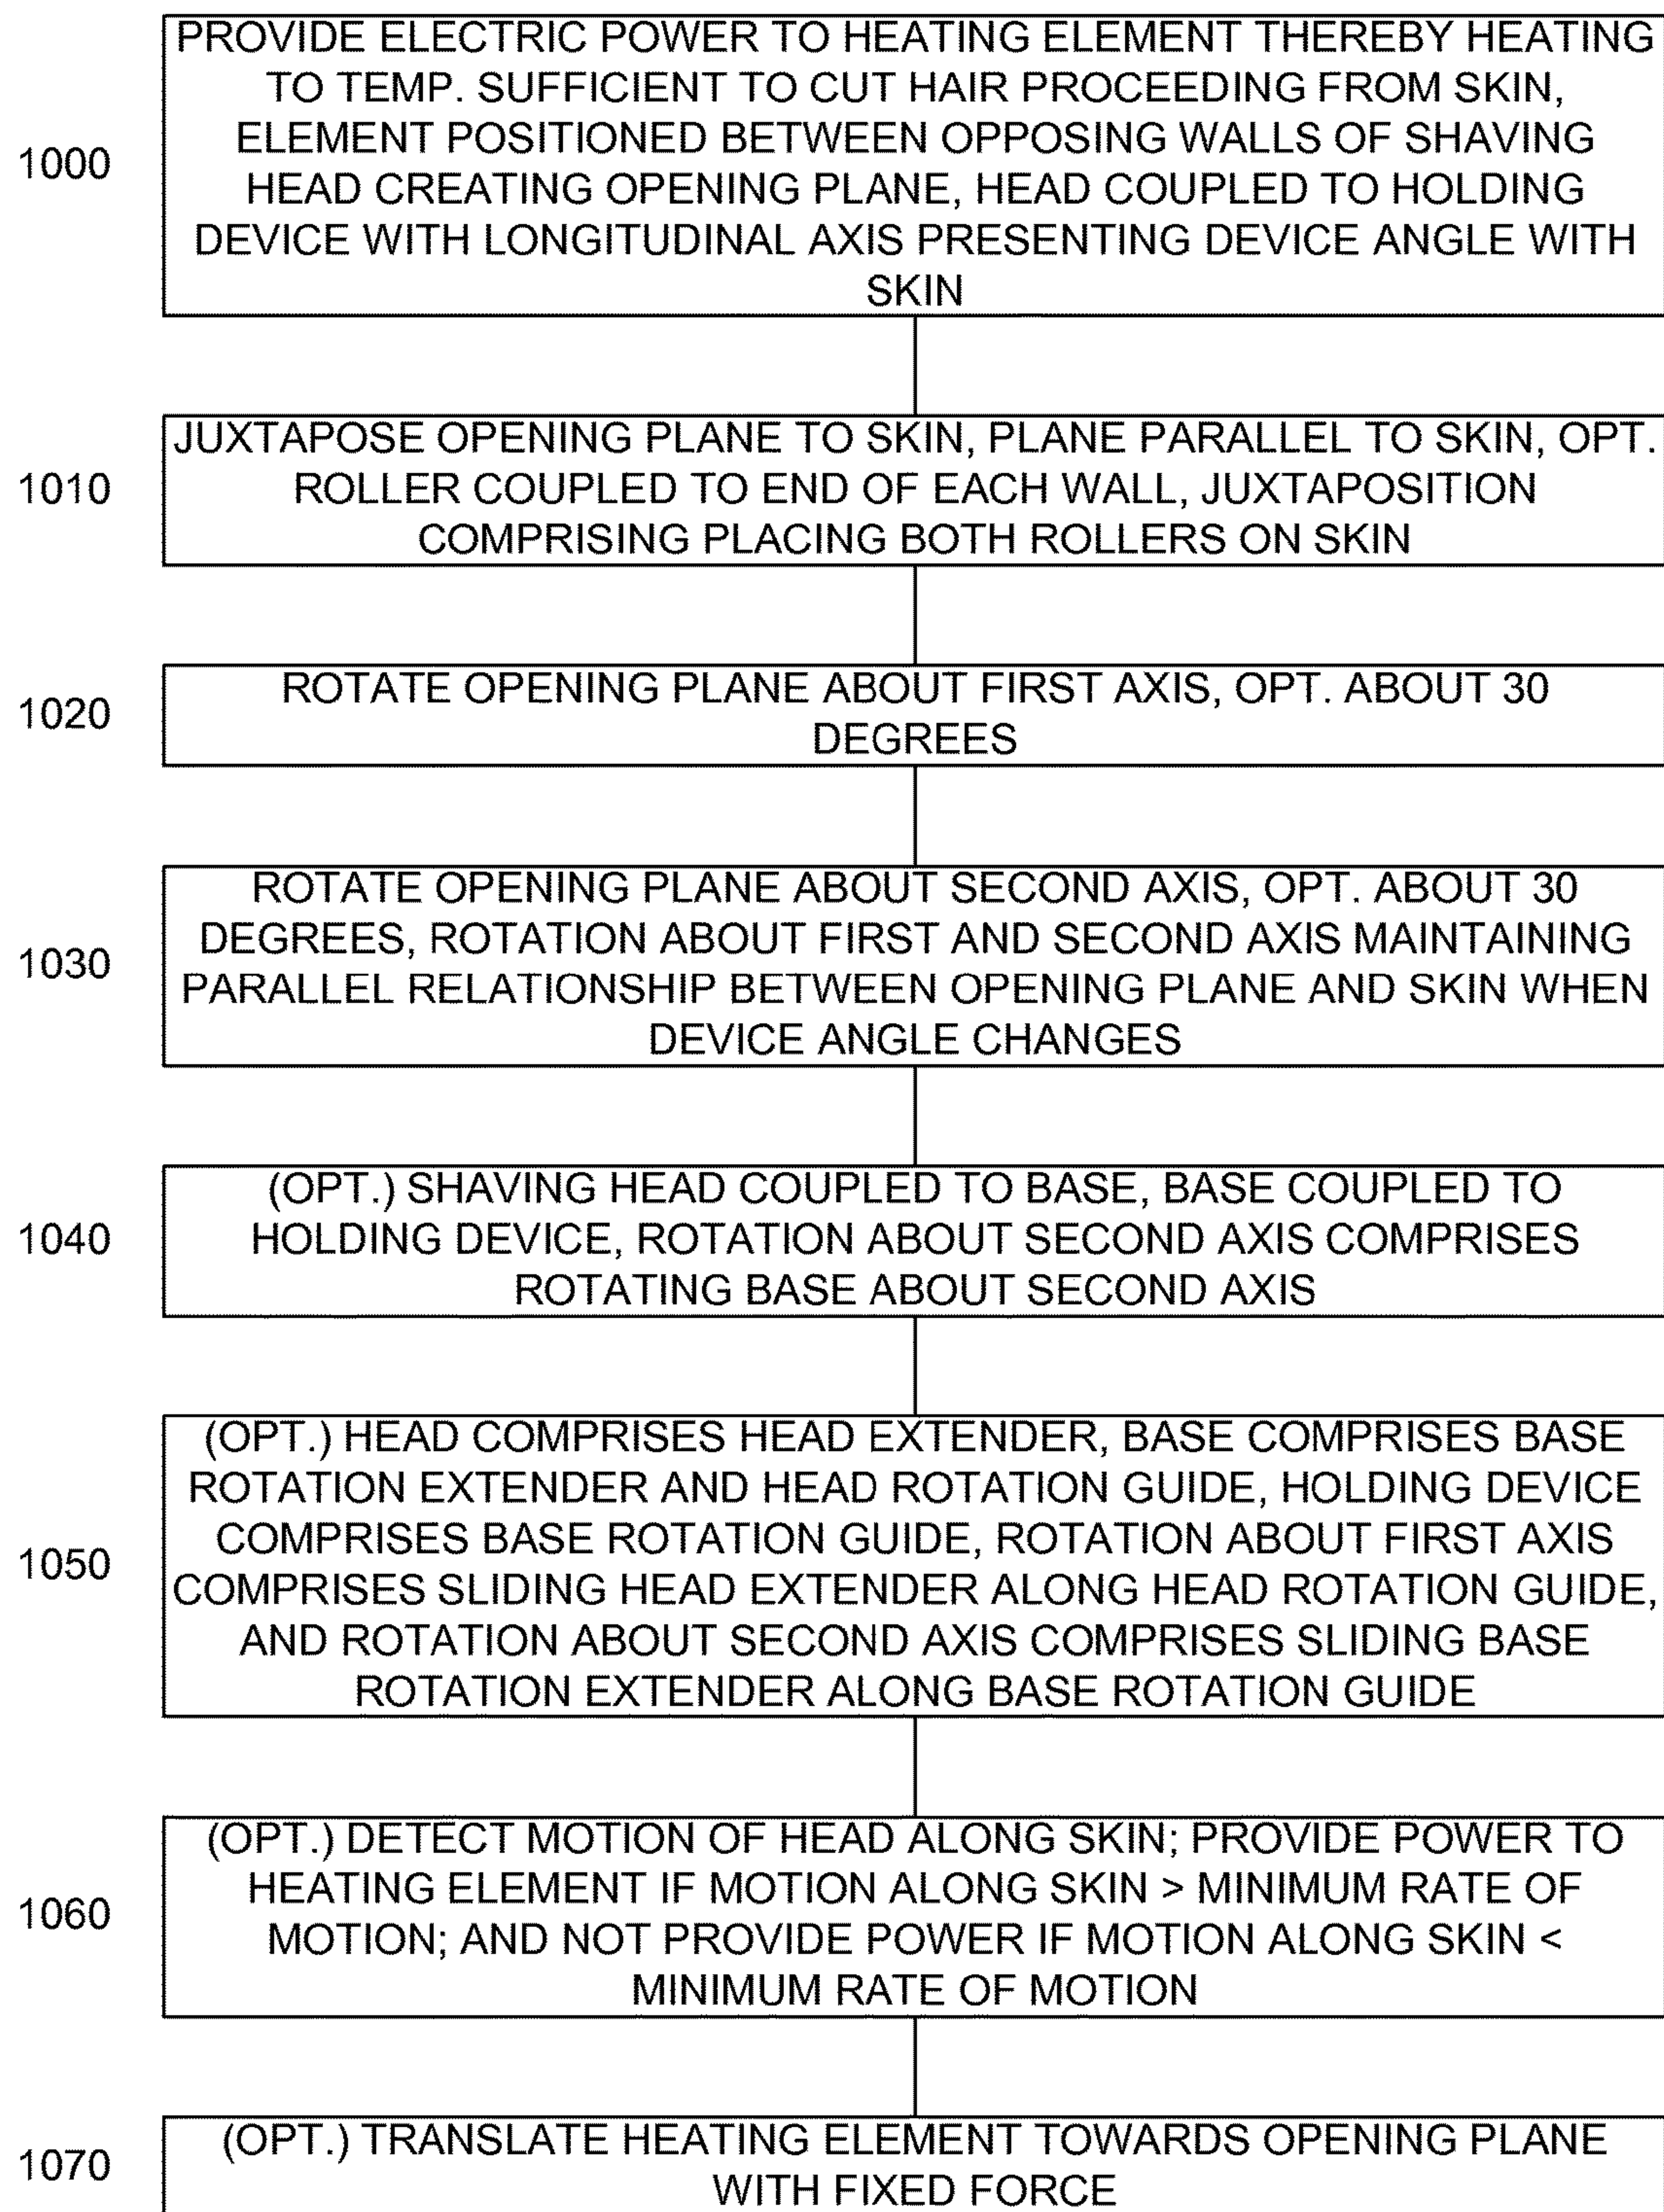 PROVIDE ELECTRIC POWER TO HEATING ELEMENT THEREBY HEATING
TO TEMP. SUFFICIENT TO CUT HAIR PROCEEDING FROM SKIN,
ELEMENT POSITIONED BETWEEN OPPOSING WALLS OF SHAVING
1000
HEAD CREATING OPENING PLANE, HEAD COUPLED TO HOLDING
DEVICE WITH LONGITUDINAL AXIS PRESENTING DEVICE ANGLE WITH
SKIN
JUXTAPOSE OPENING PLANE TO SKIN, PLANE PARALLEL TO SKIN, OPT.
1010
ROLLER COUPLED TO END OF EACH WALL, JUXTAPOSITION
COMPRISING PLACING BOTH ROLLERS ON SKIN
1020
ROTATE OPENING PLANE ABOUT FIRST AXIS, OPT. ABOUT 30
DEGREES
ROTATE OPENING PLANE ABOUT SECOND AXIS, OPT. ABOUT 30
DEGREES, ROTATION ABOUT FIRST AND SECOND AXIS MAINTAINING
1030
PARALLEL RELATIONSHIP BETWEEN OPENING PLANE AND SKIN WHEN
DEVICE ANGLE CHANGES
(OPT.) SHAVING HEAD COUPLED TO BASE, BASE COUPLED TO
1040
HOLDING DEVICE, ROTATION ABOUT SECOND AXIS COMPRISES
ROTATING BASE ABOUT SECOND AXIS
(OPT.) HEAD COMPRISES HEAD EXTENDER, BASE COMPRISES BASE
ROTATION EXTENDER AND HEAD ROTATION GUIDE, HOLDING DEVICE
COMPRISES BASE ROTATION GUIDE, ROTATION ABOUT FIRST AXIS
1050
COMPRISES SLIDING HEAD EXTENDER ALONG HEAD ROTATION GUIDE,
AND ROTATION ABOUT SECOND AXIS COMPRISES SLIDING BASE
ROTATION EXTENDER ALONG BASE ROTATION GUIDE
(OPT.) DETECT MOTION OF HEAD ALONG SKIN; PROVIDE POWER TO
HEATING ELEMENT IF MOTION ALONG SKIN > MINIMUM RATE OF
1060
MOTION; AND NOT PROVIDE POWER IF MOTION ALONG SKIN <
MINIMUM RATE OF MOTION
1070
(OPT.) TRANSLATE HEATING ELEMENT TOWARDS OPENING PLANE
WITH FIXED FORCE